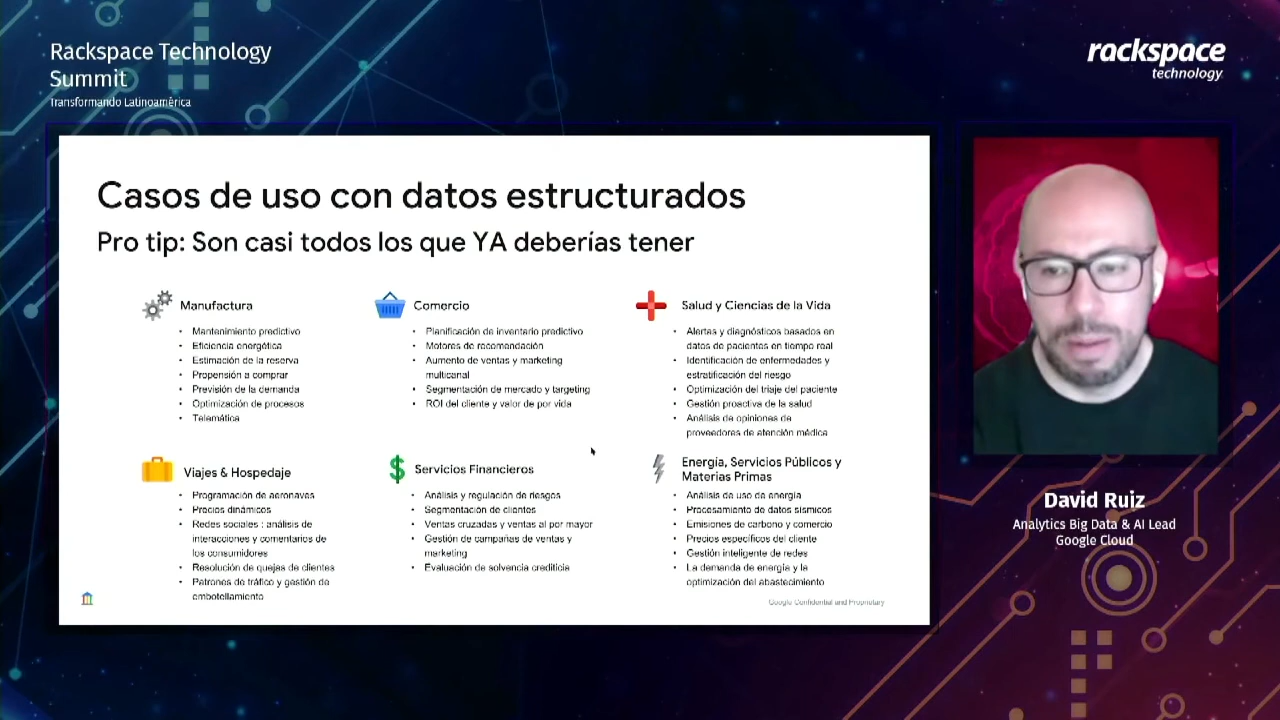 Rackspace Technology
Summit
Transformando Latinoamérica
rackspace
technology
Casos de uso con datos estructurados
Pro tip: Son casi todos los que YA deberías tener
Manufactura
• Mantenimiento predictivo
• Eficiencia energética
• Estimación de la reserva
• Propensión a comprar
• Previsión de la demanda
• Optimización de procesos
• Telemática
Comercio
• Planificación de inventario predictivo
• Motores de recomendación
• Aumento de ventas y marketing
multicanal
• Segmentación de mercado y targeting
• ROI del cliente y valor de por vida
Salud y Ciencias de la Vida
• Alertas y diagnósticos basados en
datos de pacientes en tiempo real
• Identificación de enfermedades y
estratificación del riesgo
• Optimización del triaje del paciente
• Gestión proactiva de la salud
• Análisis de opiniones de
proveedores de atención médica
Viajes & Hospedaje
• Programación de aeronaves
• Precios dinámicos
• Redes sociales : análisis de
interacciones y comentarios de
los consumidores
• Resolución de quejas de clientes
• Patrones de tráfico y gestión de
embotellamiento
Servicios Financieros
• Análisis y regulación de riesgos
• Segmentación de clientes
• Ventas cruzadas y ventas al por mayor
• Gestión de campañas de ventas y
marketing
• Evaluación de solvencia crediticia
Energía, Servicios Públicos y
Materias Primas
• Análisis de uso de energía
• Procesamiento de datos sísmicos
• Emisiones de carbono y comercio
• Precios específicos del cliente
• Gestión inteligente de redes
• La demanda de energía y la
optimización del abastecimiento
Google Confidential and Proprietary
David Ruiz
Analytics Big Data & AI Lead
Google Cloud